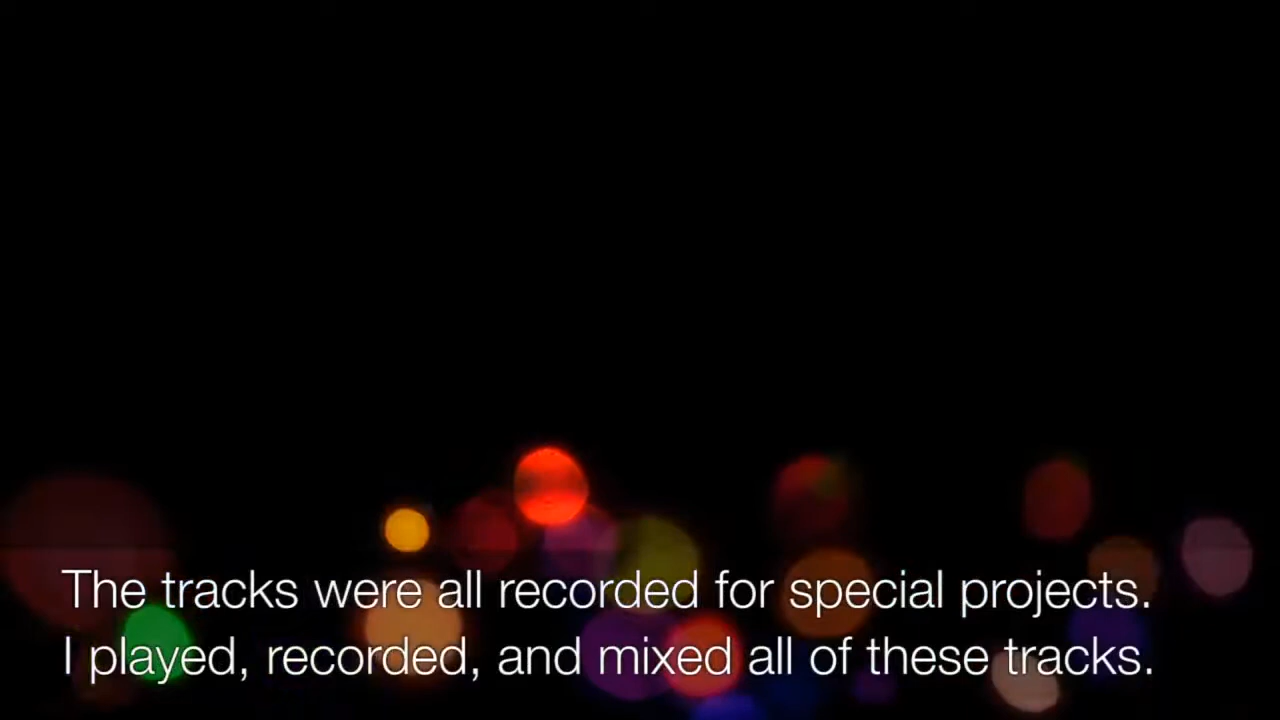 The tracks were all recorded for special projects.
I played, recorded, and mixed all of these tracks.